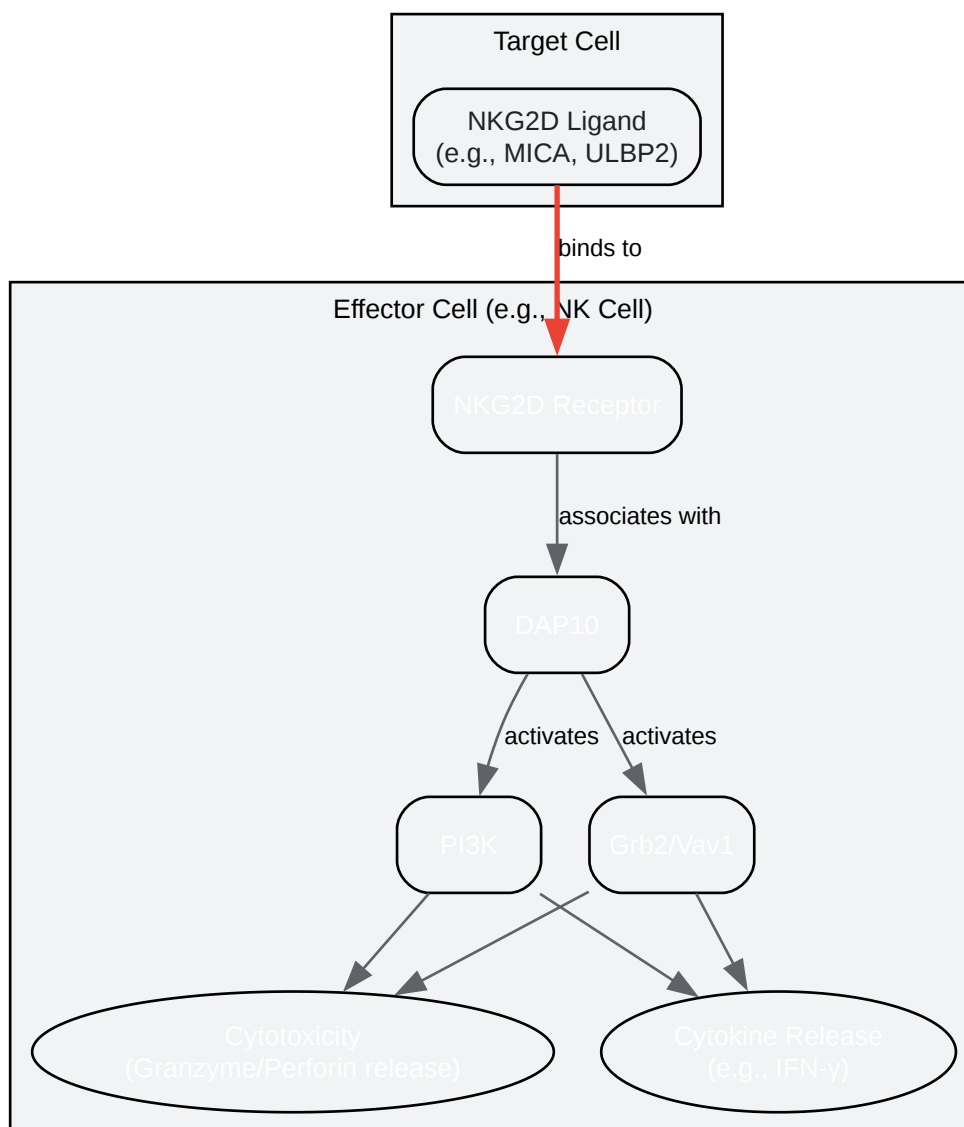 Target Cell
NKG2D Ligand
(e.g., MICA, ULBP2)
binds to
Effector Cell (e.g., NK Cell)
NKG2D Receptor
associates with
DAP10
activates
activates
PI3K
Grb2/Vav1
Cytotoxicity
(Granzyme/Perforin release)
Cytokine Release
(e.g., IFN-γ)